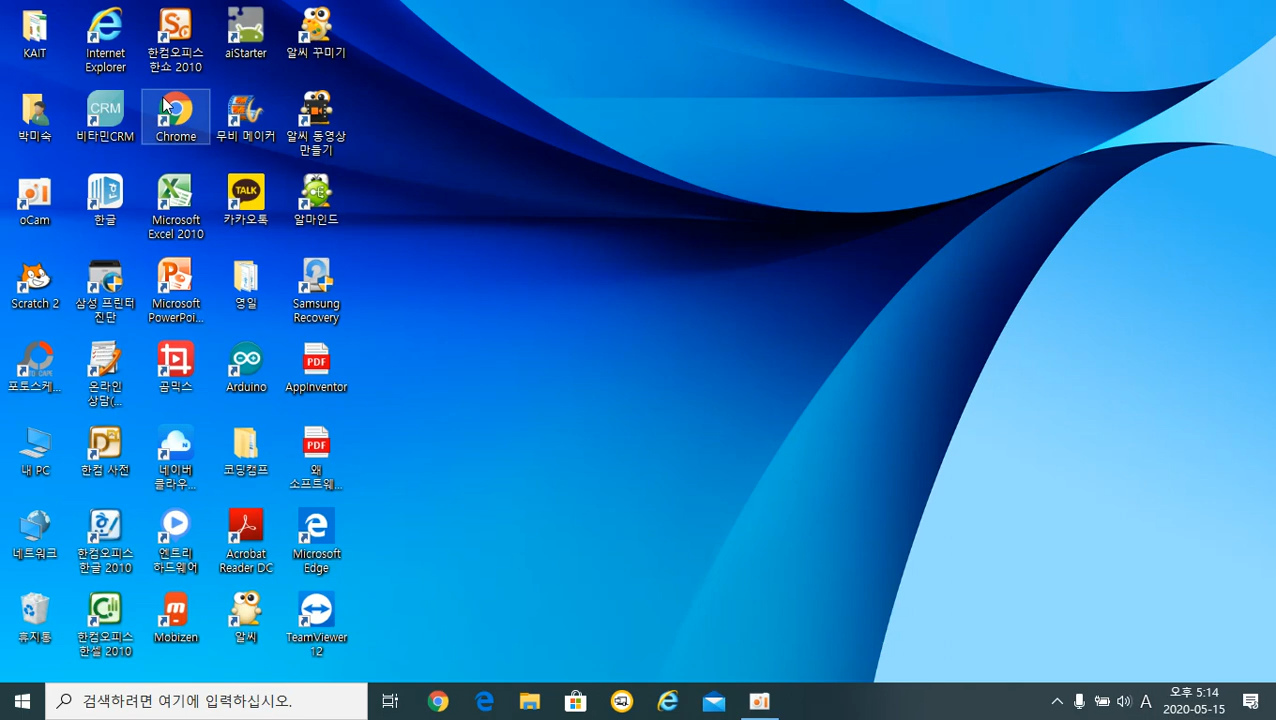 KAIT
Internet
Explorer
한컴오피스
한쇼 2010
aiStarter
알씨 꾸미기
박미숙
CRM
비타민CRM
Chrome
무비 메이커
알씨 동영상
만들기
oCam
한글
Microsoft
Excel 2010
TALK
카카오톡
알마인드
Scratch 2
삼성 프린터
진단
Microsoft
PowerPoi...
영일
Samsung
Recovery
포토스케...
온라인
상담(...
곰믹스
Arduino
PDF
AppInventor
내 PC
한컴 사전
네이버
클라우...
코딩캠프
PDF
왜
소프트웨...
네트워크
한컴오피스
한글 2010
엔트리
하드웨어
Acrobat
Reader DC
Microsoft
Edge
휴지통
한컴오피스
한셀 2010
Mobizen
알씨
TeamViewer
12
검색하려면 여기에 입력하십시오.
A
오후 5:14
2020-05-15